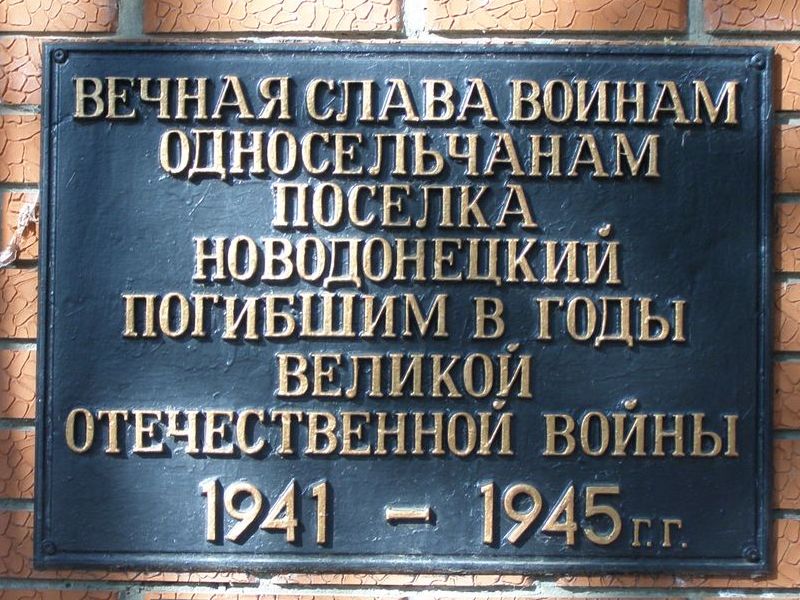 ВЕЧНАЯ СЛАВА ВОИНАМ
ОДНОСЕЛЬЧАНАМ
ПОСЕЛКА
НОВОДОНЕЦКИЙ
ПОГИБШИМ В ГОДЫ
ВЕЛИКОЙ
ОТЕЧЕСТВЕННОЙ ВОЙНЫ
1941 – 1945 г.г.